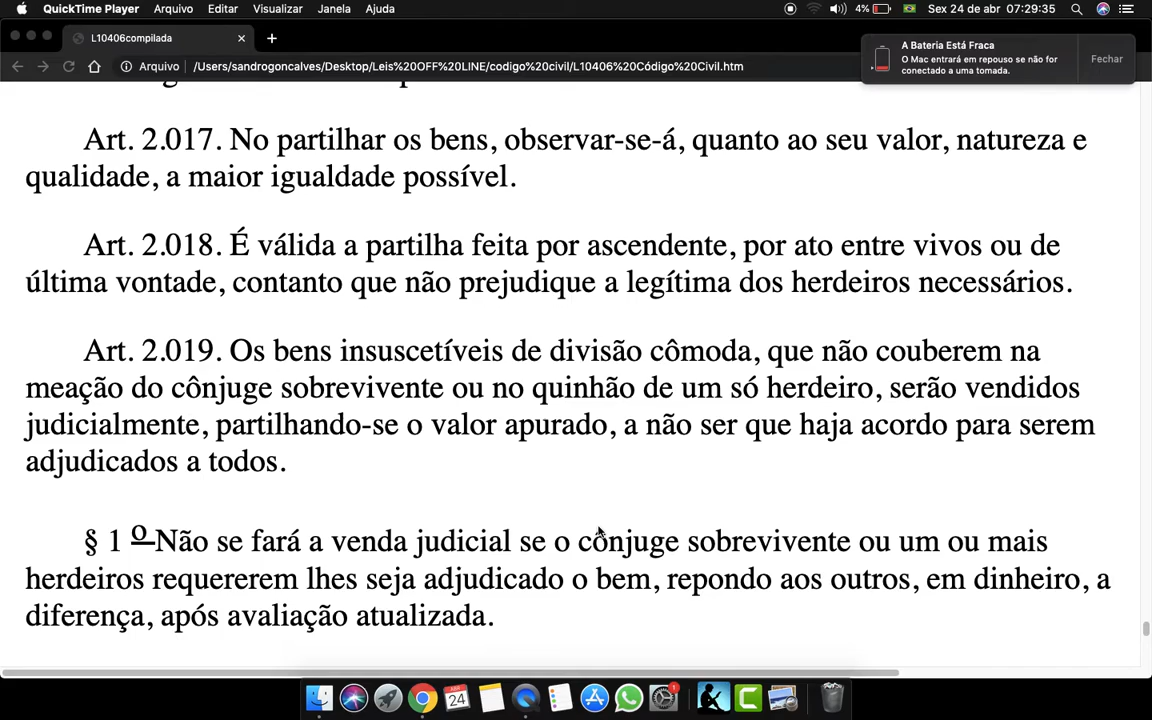 QuickTime Player Arquivo Editar Visualizar Janela Ajuda 4% Sex 24 de abr 07:29:35
L10406compilada
Arquivo /Users/sandrogoncalves/Desktop/Leis%20OFF%20LINE/codigo%20civil/L10406%20Código%20Civil.htm
A Bateria Está Fraca
O Mac entrará em repouso se não for
conectado a uma tomada.
Fechar
Art. 2.017. No partilhar os bens, observar-se-á, quanto ao seu valor, natureza e
qualidade, a maior igualdade possível.
Art. 2.018. É válida a partilha feita por ascendente, por ato entre vivos ou de
última vontade, contanto que não prejudique a legítima dos herdeiros necessários.
Art. 2.019. Os bens insuscetíveis de divisão cômoda, que não couberem na
meação do cônjuge sobrevivente ou no quinhão de um só herdeiro, serão vendidos
judicialmente, partilhando-se o valor apurado, a não ser que haja acordo para serem
adjudicados a todos.
§ 1 o Não se fará a venda judicial se o cônjuge sobrevivente ou um ou mais
herdeiros requererem lhes seja adjudicado o bem, repondo aos outros, em dinheiro, a
diferença, após avaliação atualizada.
ABR
24
1